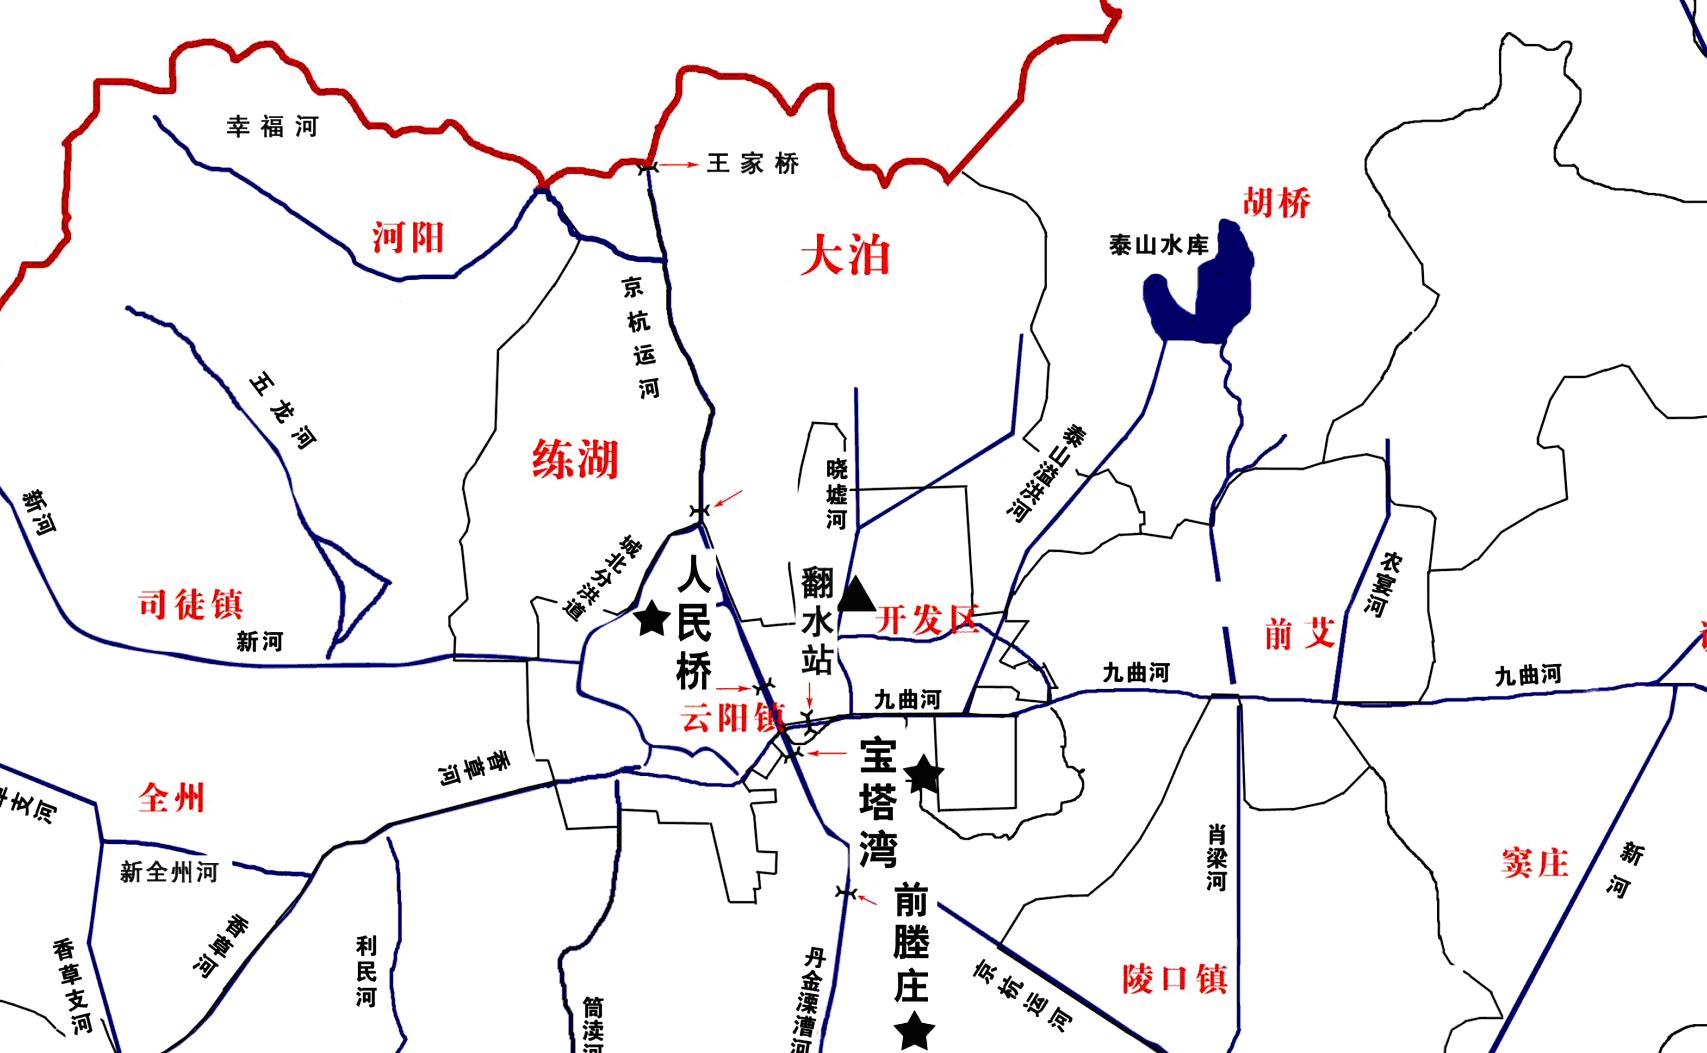 幸福河
王家桥
河阳
大泊
胡桥
泰山水库
京杭运河
五龙河
练湖
泰山溢洪河
晓墟河
新河
城北分洪道
人民桥
翻水站
农宴河
司徒镇
开发区
前艾
新河
九曲河
九曲河
九曲河
云阳镇
宝塔湾
香草河
全州
支河
新全州河
肖梁河
窦庄
新河
前塍庄
香草河
香草支河
利民河
丹金溧漕河
京杭运河
陵口镇
筒渎河